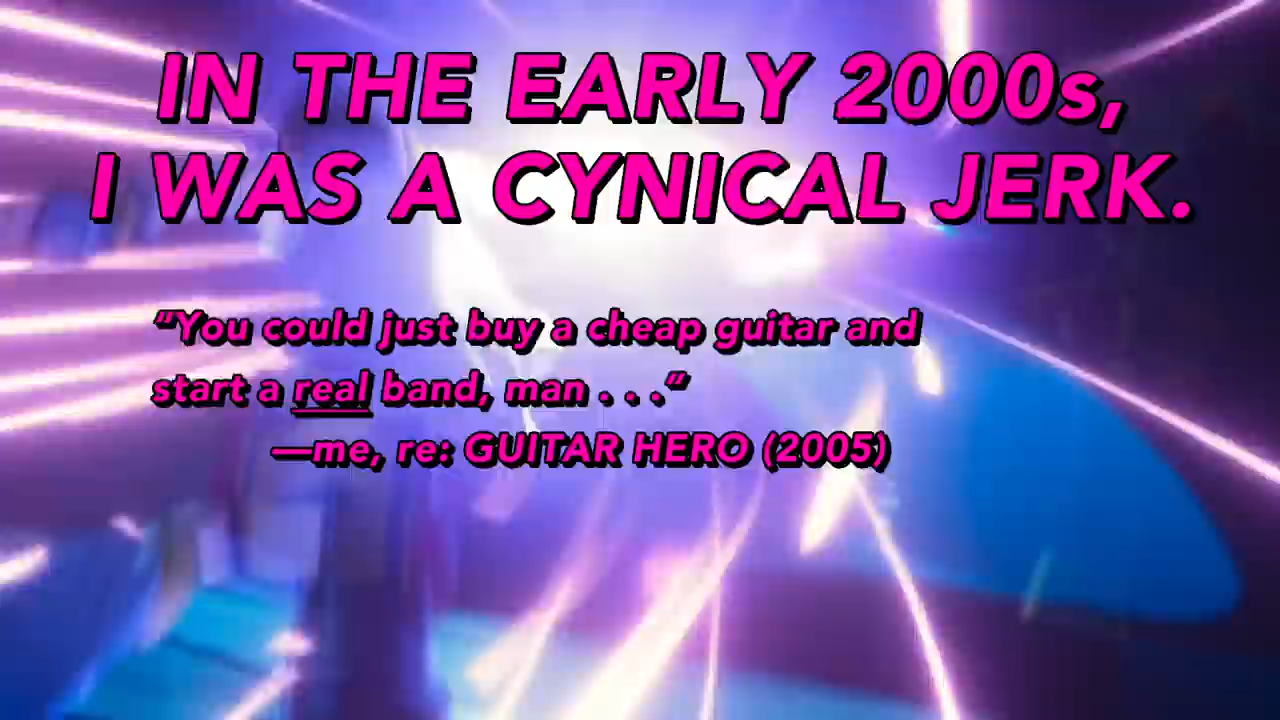 IN THE EARLY 2000s,
I WAS A CYNICAL JERK.
"You could just buy a cheap guitar and
start a real band, man . . ."
—me, re: GUITAR HERO (2005)